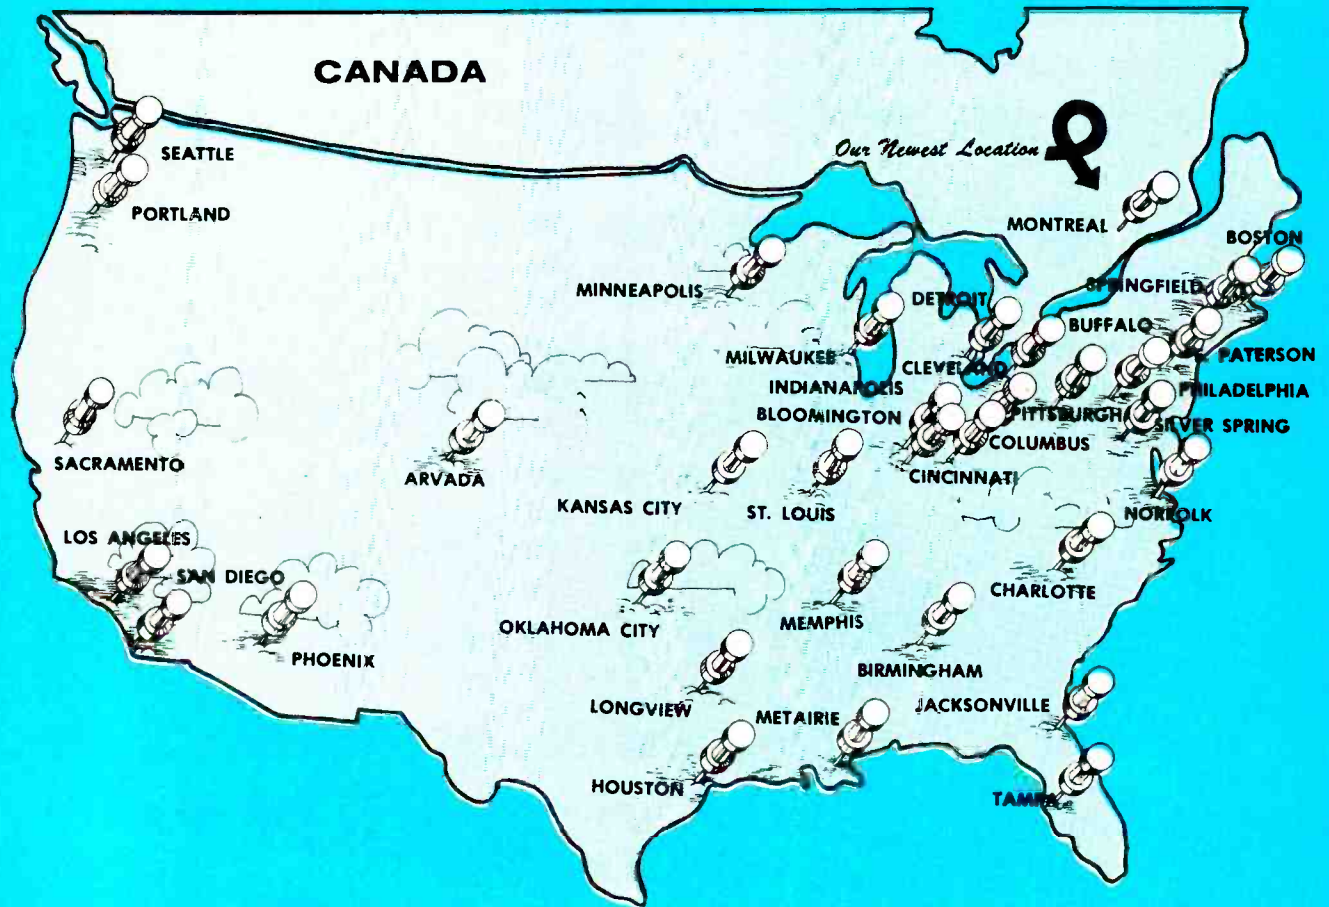 CANADA
Our Newest Location
SEATTLE
PORTLAND
MONTREAL
BOSTON
MINNEAPOLIS
SPRINGFIELD
DETROIT
BUFFALO
MILWAUKEE
CLEVELAND
PATERSON
INDIANAPOLIS
PHILADELPHIA
BLOOMINGTON
PITTSBURGH
SILVER SPRING
COLUMBUS
SACRAMENTO
ARVADA
CINCINNATI
KANSAS CITY
ST. LOUIS
NORFOLK
LOS ANGELES
SAN DIEGO
CHARLOTTE
OKLAHOMA CITY
MEMPHIS
PHOENIX
BIRMINGHAM
LONGVIEW
METAIRIE
JACKSONVILLE
HOUSTON
TAMPA